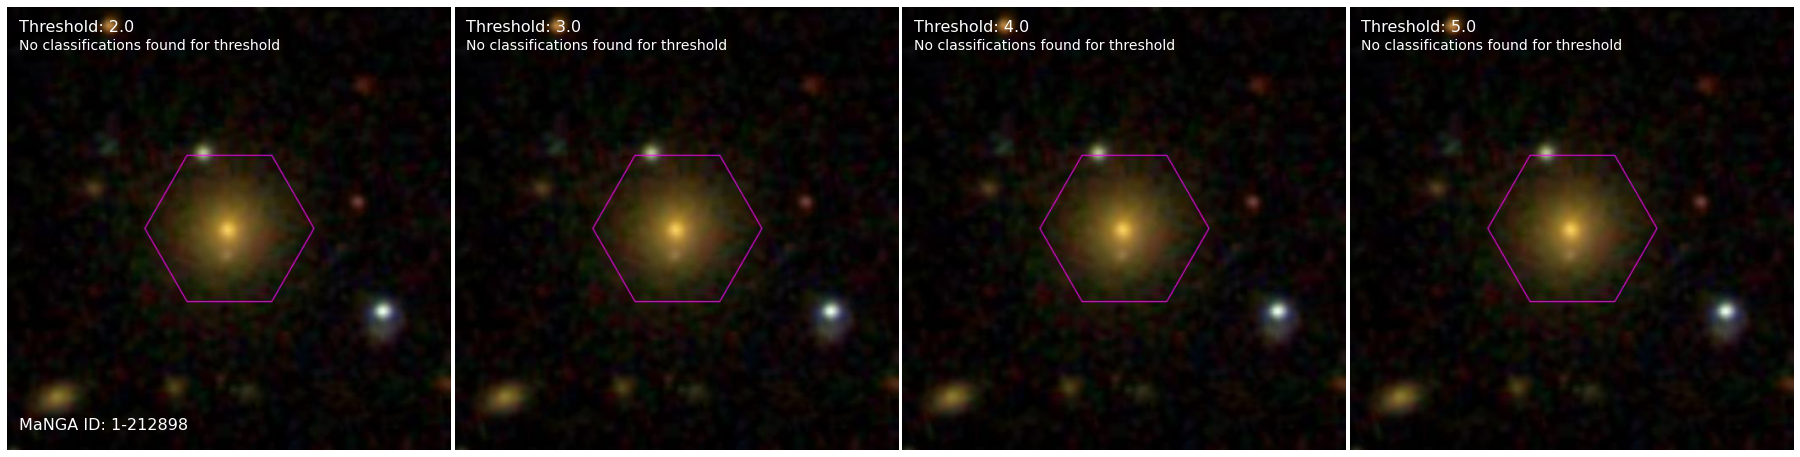 Threshold: 2.0
No classifications found for threshold
MaNGA ID: 1-212898
Threshold: 3.0
No classifications found for threshold
Threshold: 4.0
No classifications found for threshold
Threshold: 5.0
No classifications found for threshold